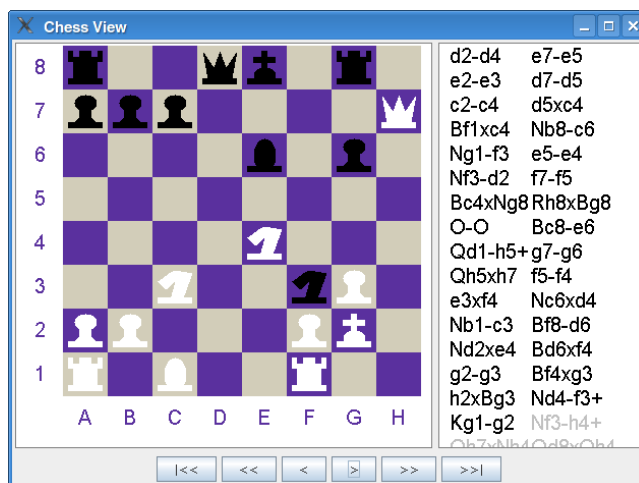 Chess View
8
7
6
5
4
3
2
1
A B C D E F G H
d2-d4 e7-e5
e2-e3 d7-d5
c2-c4 d5xc4
Bf1xc4 Nb8-c6
Ng1-f3 e5-e4
Nf3-d2 f7-f5
Bc4xNg8 Rh8xBg8
O-O Bc8-e6
Qd1-h5+ g7-g6
Qh5xh7 f5-f4
e3xf4 Nc6xd4
Nb1-c3 Bf8-d6
Nd2xe4 Bd6xf4
g2-g3 Bf4xg3
h2xBg3 Nd4-f3+
Kg1-g2 Nf3-h4+
Qh7xNh4 Qd8xQh4
|<< << < > >> >>|